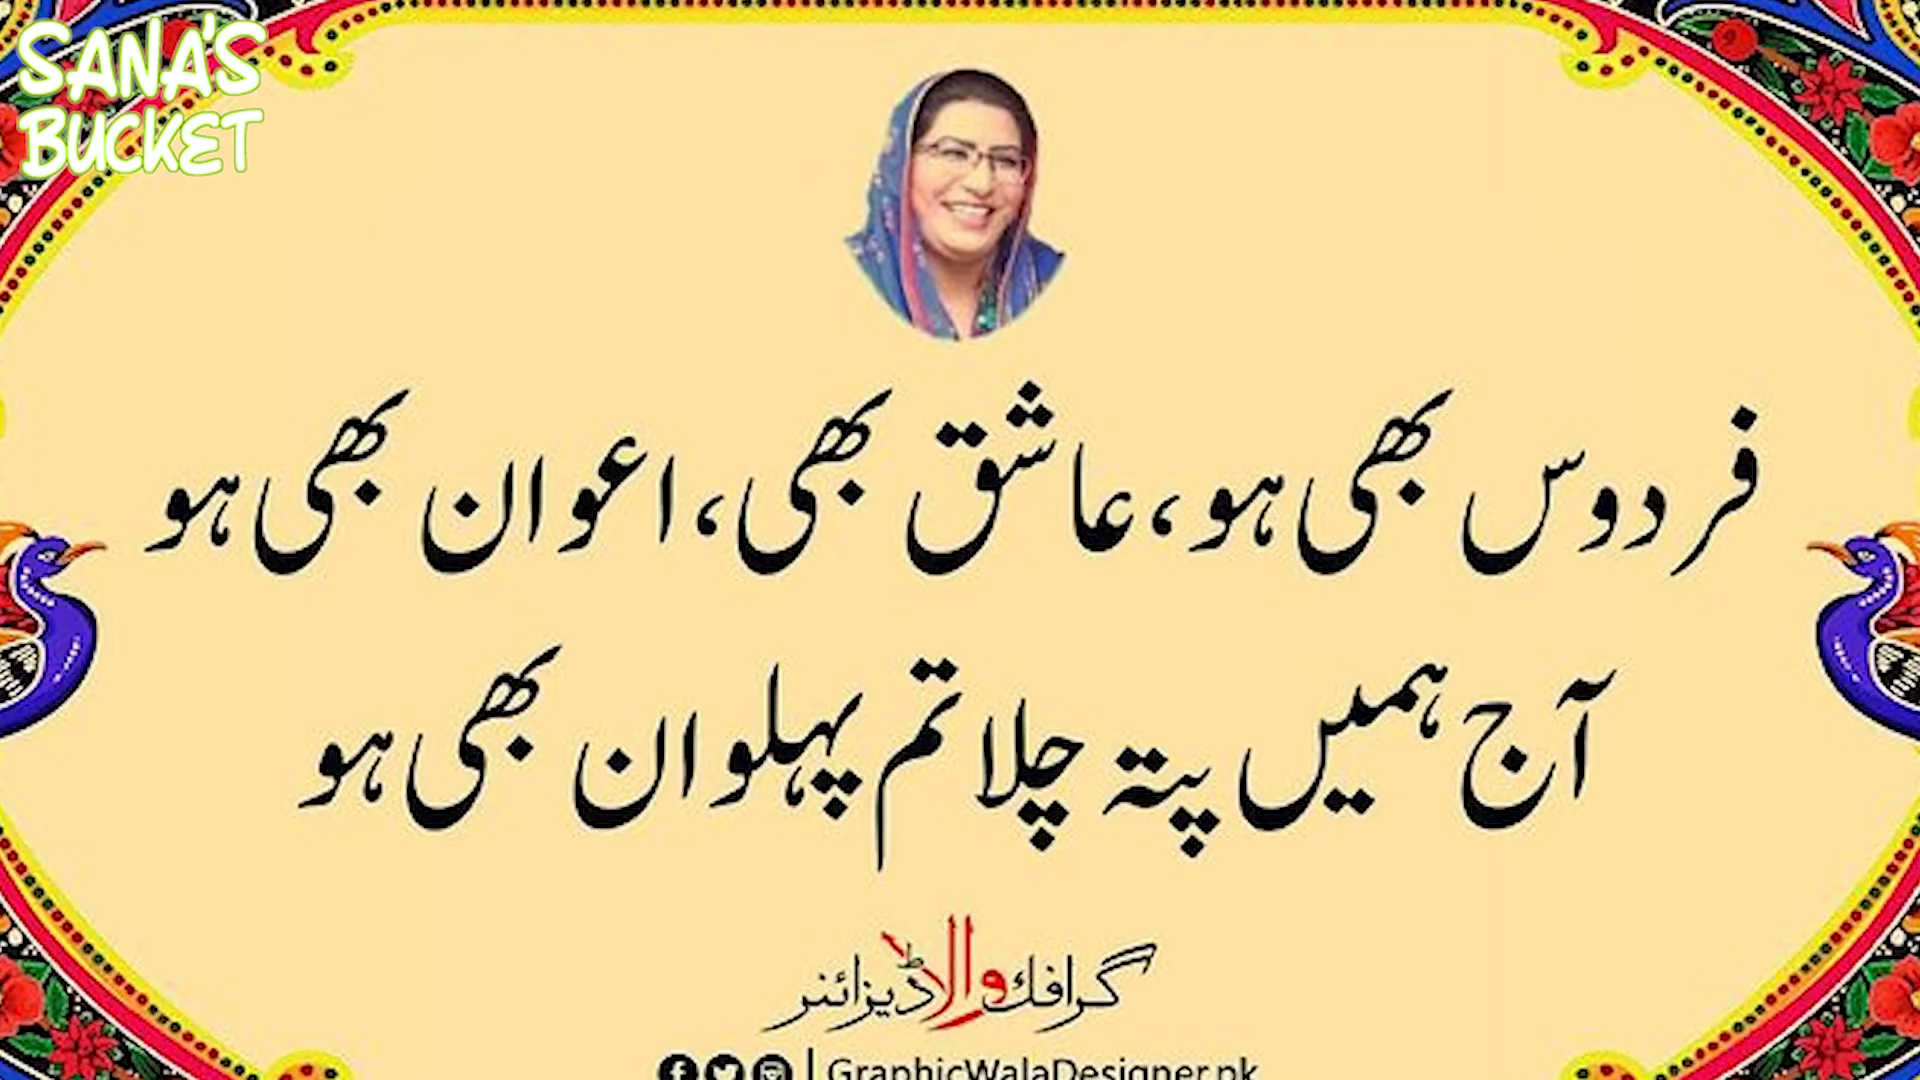 SANA'S
BUCKET
فردوس بھی ہو، عاشق بھی، اعوان بھی ہو
آج ہمیں پتہ چلا تم پہلوان بھی ہو
گرافک والا ڈیزائنر
| GraphicWalaDesigner.pk